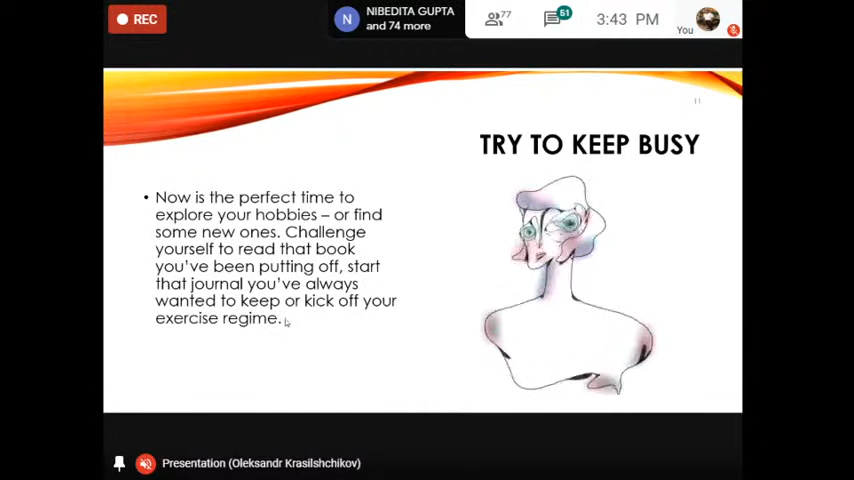 REC
N
NIBEDITA GUPTA
and 74 more
77
51
3:43 PM
You
11
TRY TO KEEP BUSY
• Now is the perfect time to
explore your hobbies – or find
some new ones. Challenge
yourself to read that book
you've been putting off, start
that journal you've always
wanted to keep or kick off your
exercise regime.
Presentation (Oleksandr Krasilshchikov)